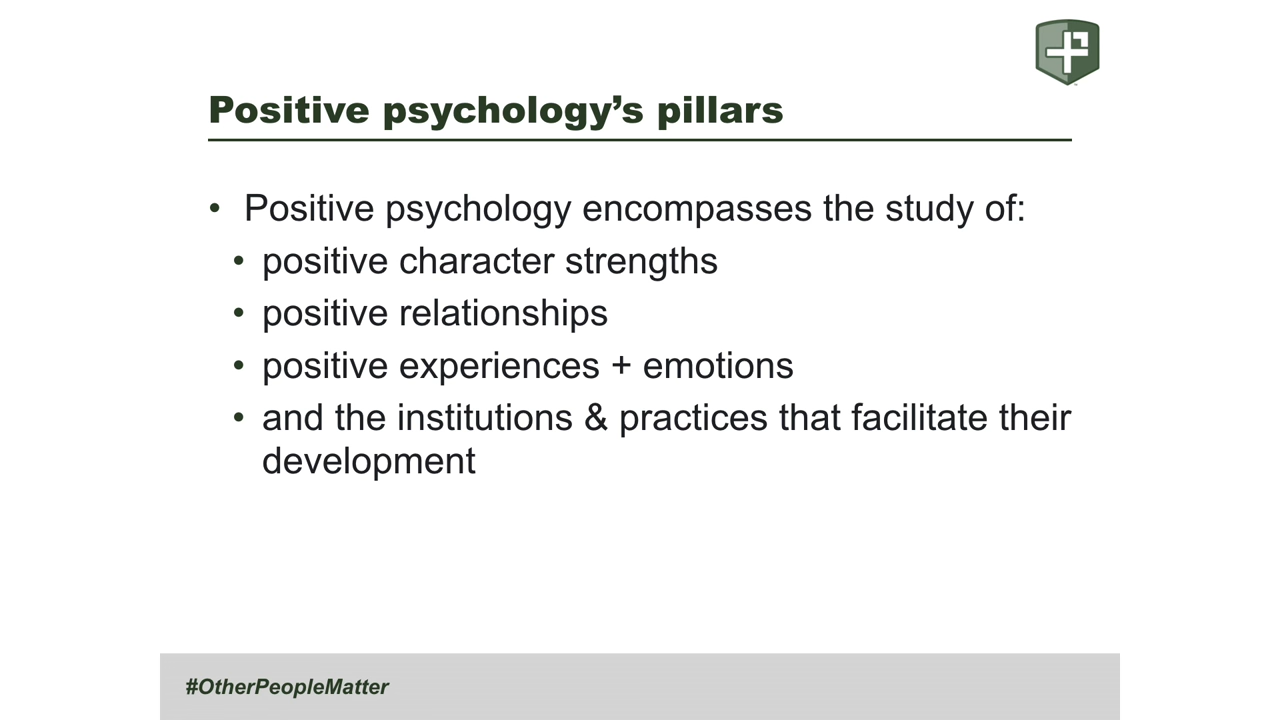 Positive psychology’s pillars
• Positive psychology encompasses the study of:
• positive character strengths
• positive relationships
• positive experiences + emotions
• and the institutions & practices that facilitate their
development
#OtherPeopleMatter